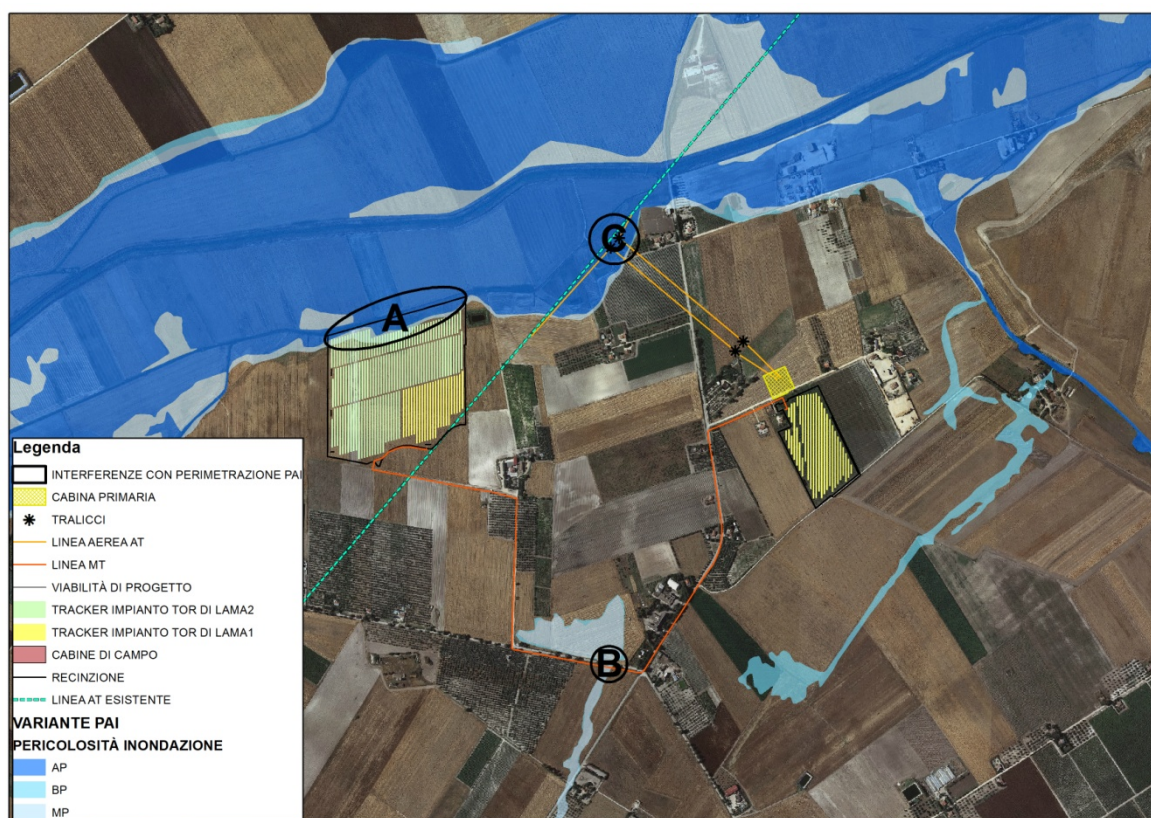 C
A
B
Legenda
INTERFERENZE CON PERIMETRAZIONE PAI
CABINA PRIMARIA
TRALICCI
LINEA AEREA AT
LINEA MT
VIABILITÀ DI PROGETTO
TRACKER IMPIANTO TOR DI LAMA2
TRACKER IMPIANTO TOR DI LAMA1
CABINE DI CAMPO
RECINZIONE
LINEA AT ESISTENTE
VARIANTE PAI
PERICOLOSITÀ INONDAZIONE
AP
BP
MP